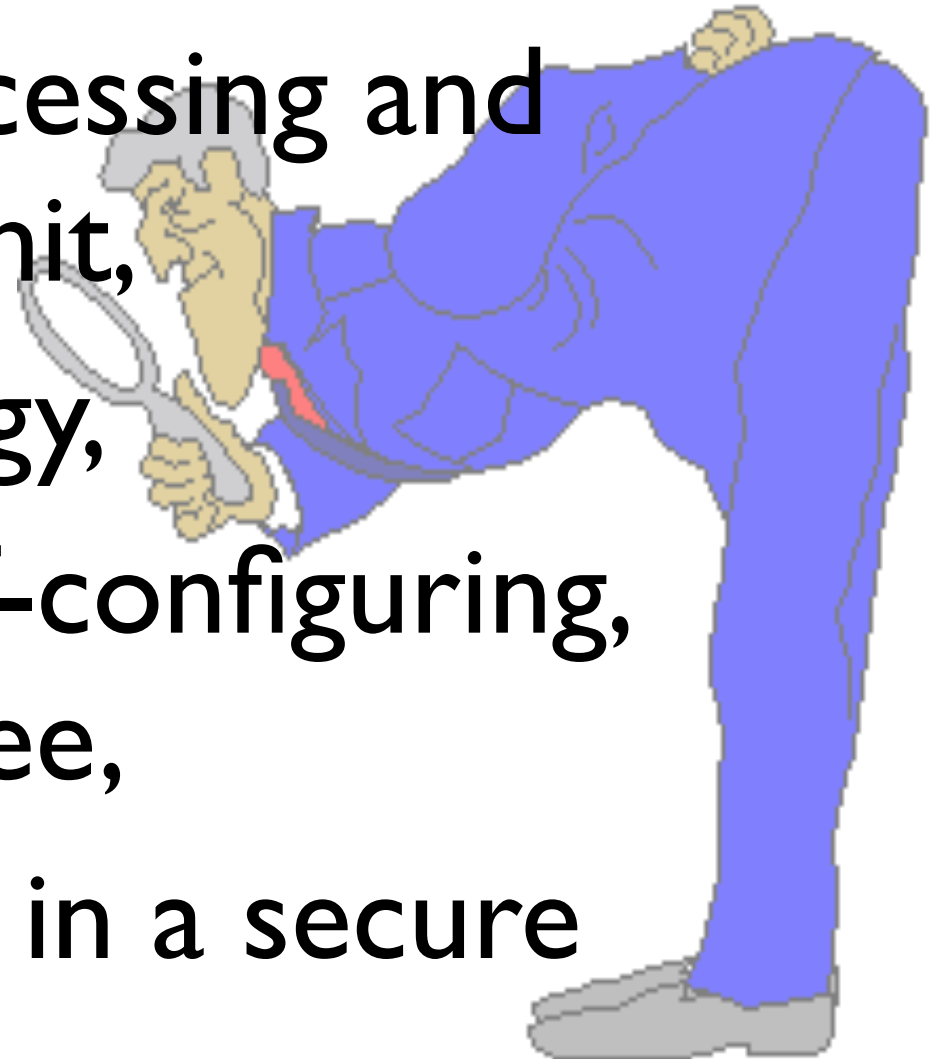 cessing and
nit,
gy,
-configuring,
ee,
in a secure